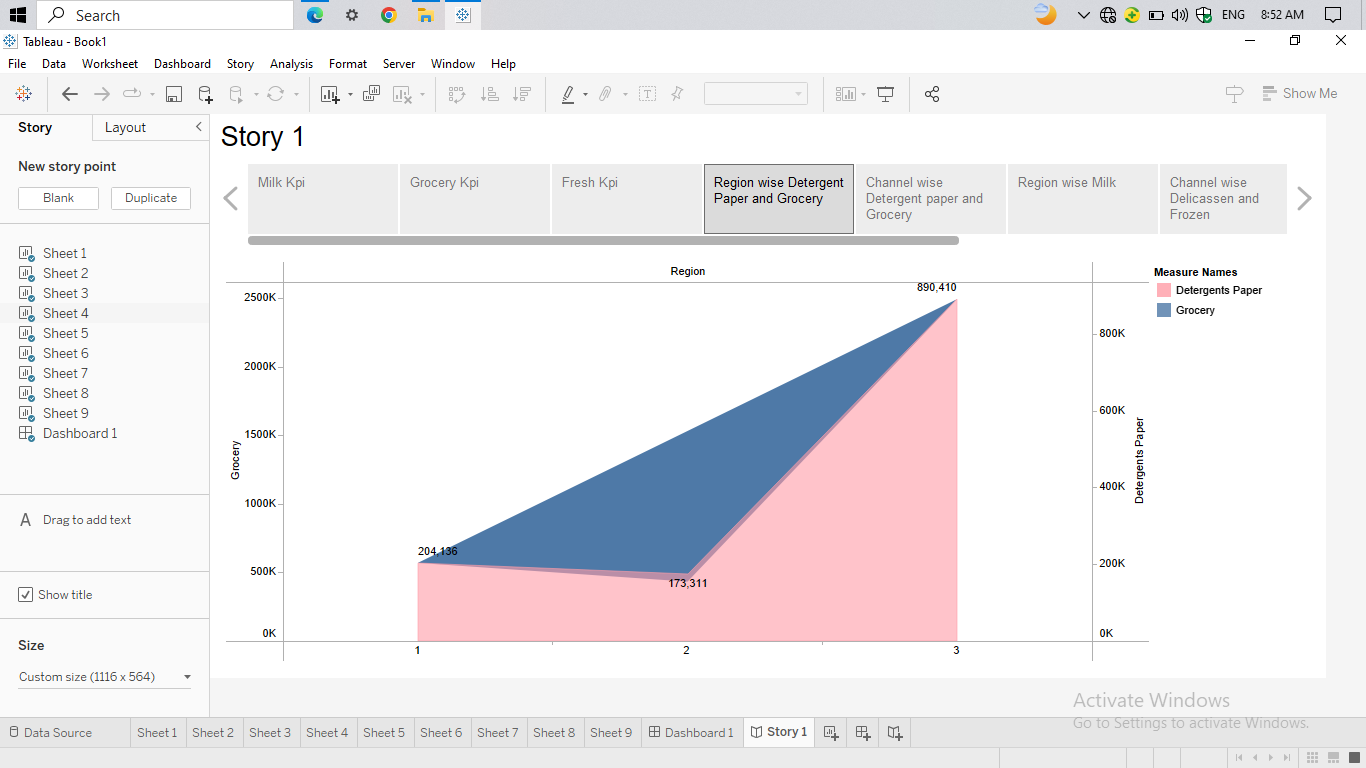 Search
ENG
8:52 AM
Tableau - Book1
File Data Worksheet Dashboard Story Analysis Format Server Window Help
Show Me
Story
Layout
New story point
Blank
Duplicate
Sheet 1
Sheet 2
Sheet 3
Sheet 4
Sheet 5
Sheet 6
Sheet 7
Sheet 8
Sheet 9
Dashboard 1
A Drag to add text
Show title
Size
Custom size (1116 x 564)
Story 1
Milk Kpi
Grocery Kpi
Fresh Kpi
Region wise Detergent
Paper and Grocery
Channel wise
Detergent paper and
Grocery
Region wise Milk
Channel wise
Delicassen and
Frozen
Region
2500K
2000K
1500K
1000K
500K
0K
Grocery
890,410
204,136
173,311
1
2
3
800K
600K
400K
200K
0K
Detergents Paper
Measure Names
Detergents Paper
Grocery
Activate Windows
Go to Settings to activate Windows.
Data Source
Sheet 1
Sheet 2
Sheet 3
Sheet 4
Sheet 5
Sheet 6
Sheet 7
Sheet 8
Sheet 9
Dashboard 1
Story 1